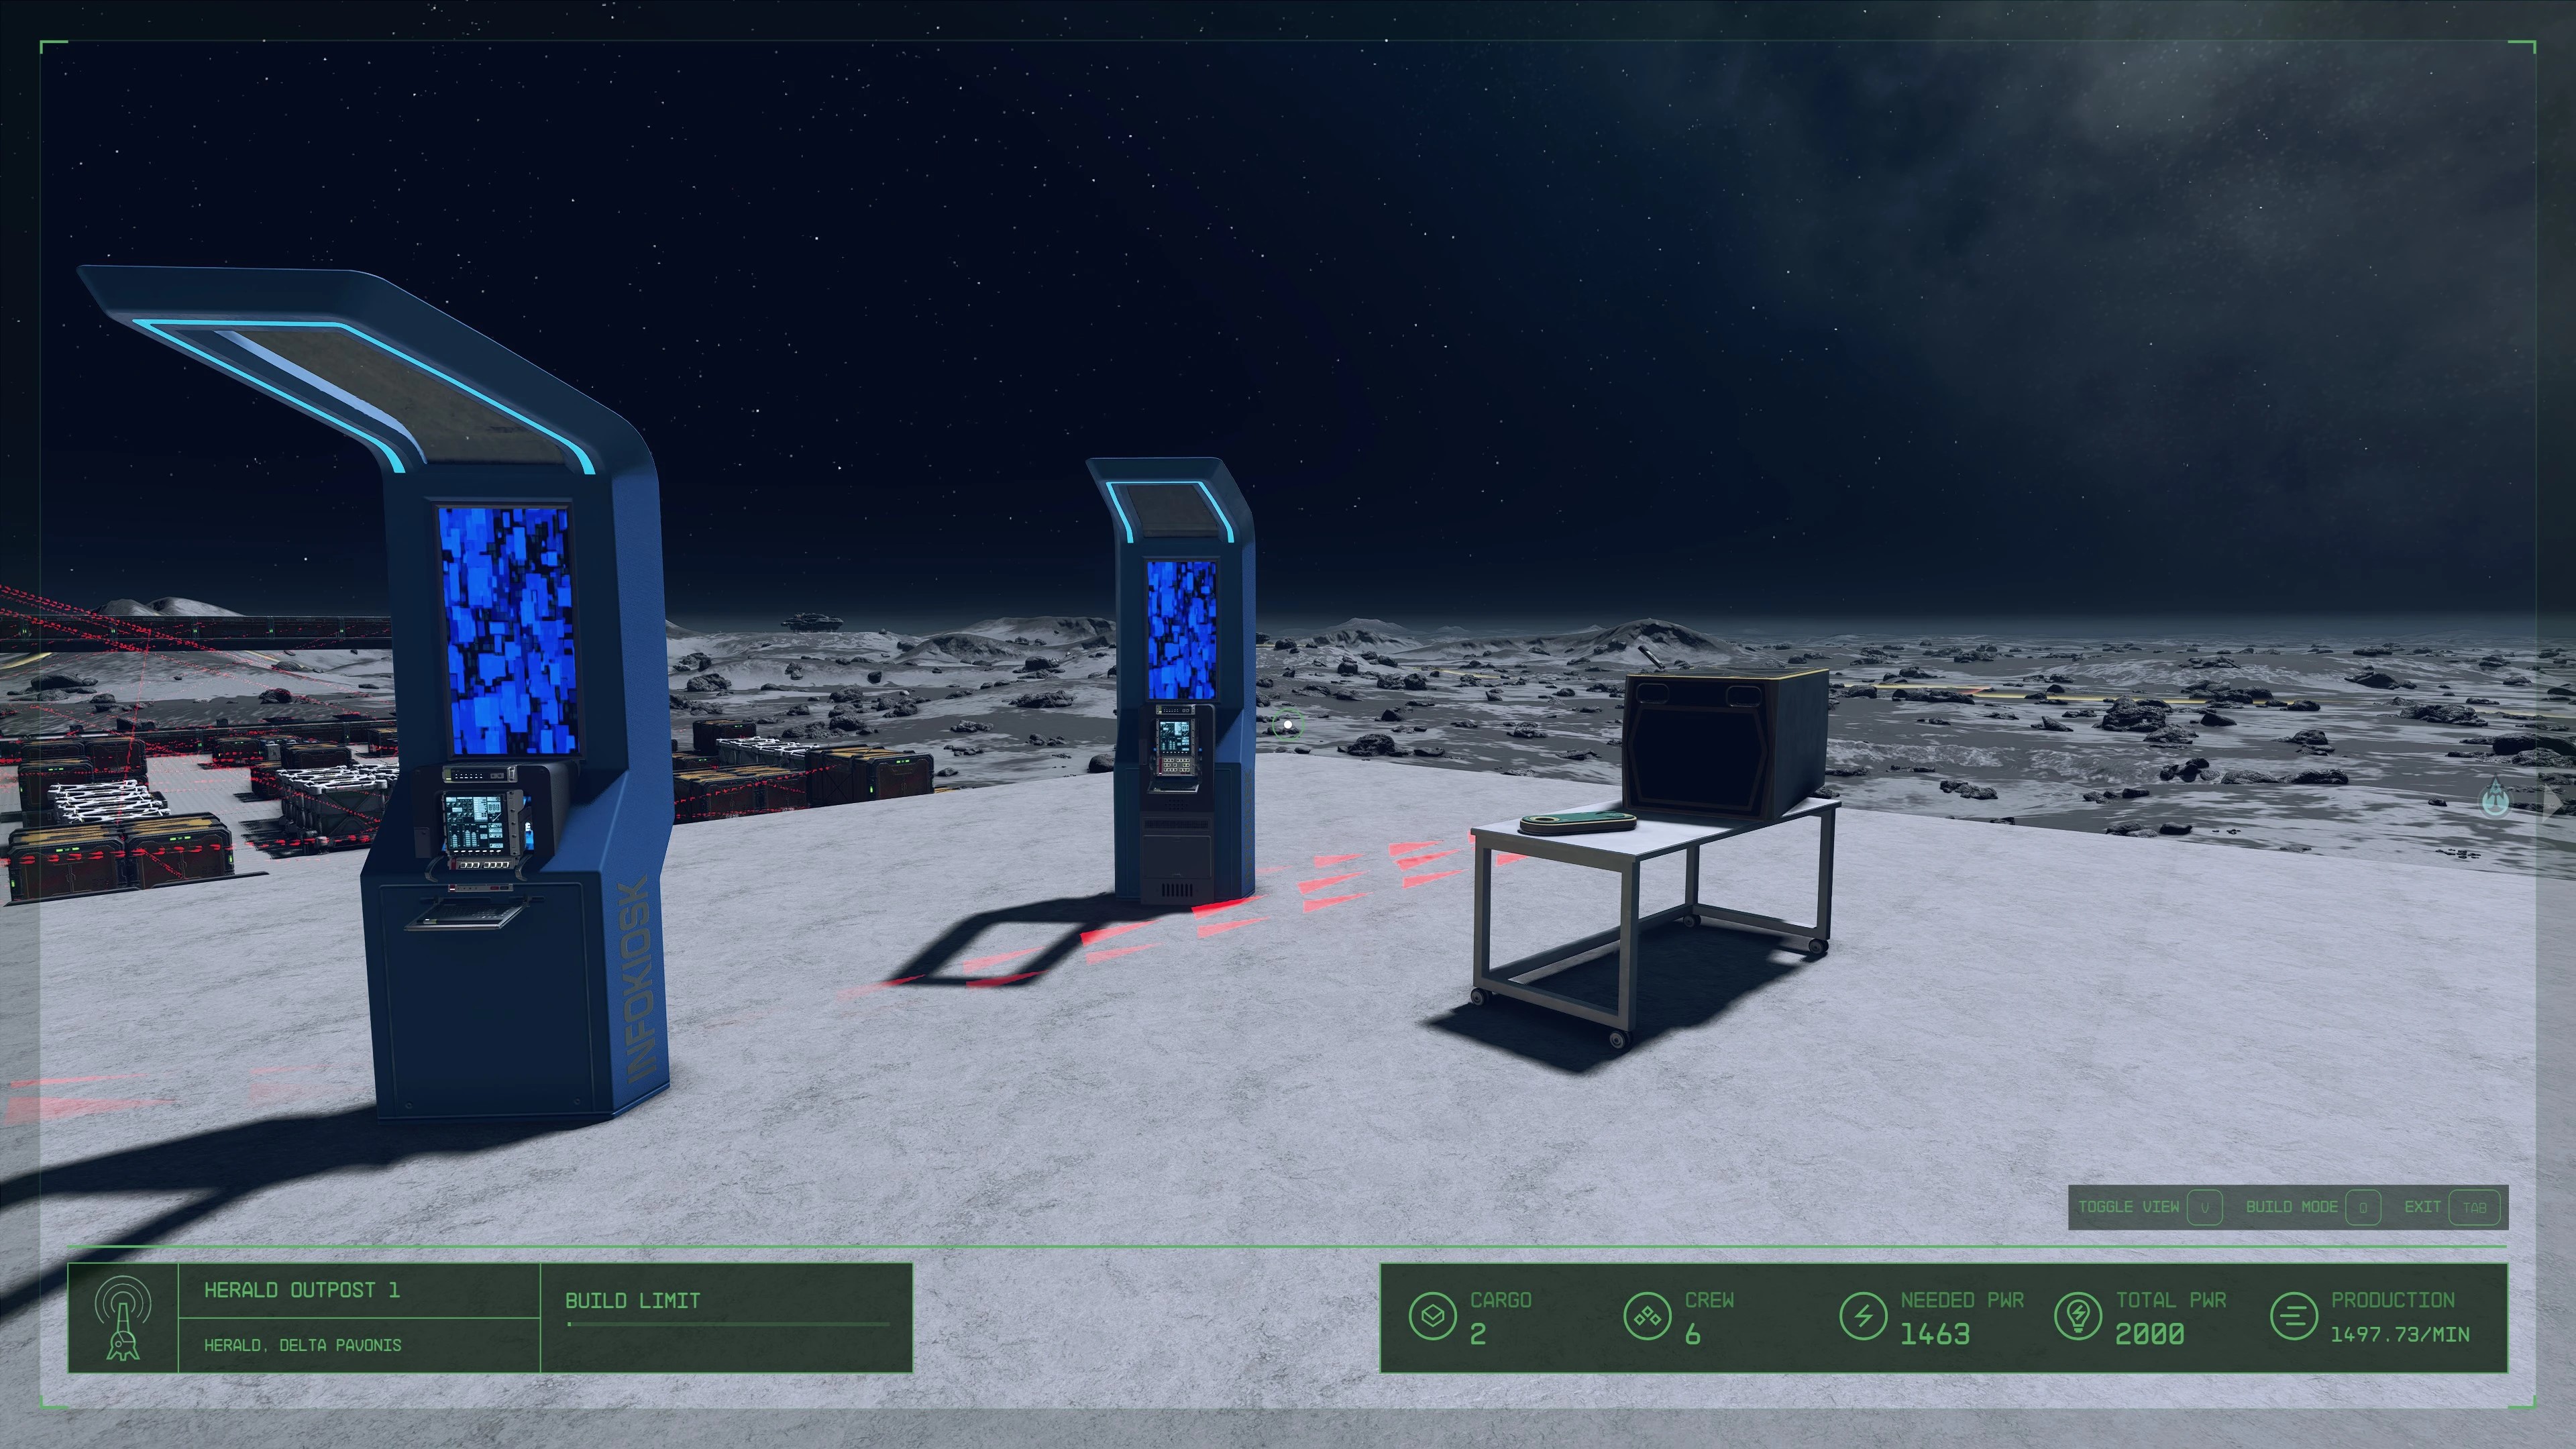 INFOKIOSK
TOGGLE VIEW V BUILD MODE Q EXIT TAB
HERALD OUTPOST 1
HERALD, DELTA PAVONIS
BUILD LIMIT
CARGO
2
CREW
6
NEEDED PWR
1463
TOTAL PWR
2000
PRODUCTION
1497.73/MIN